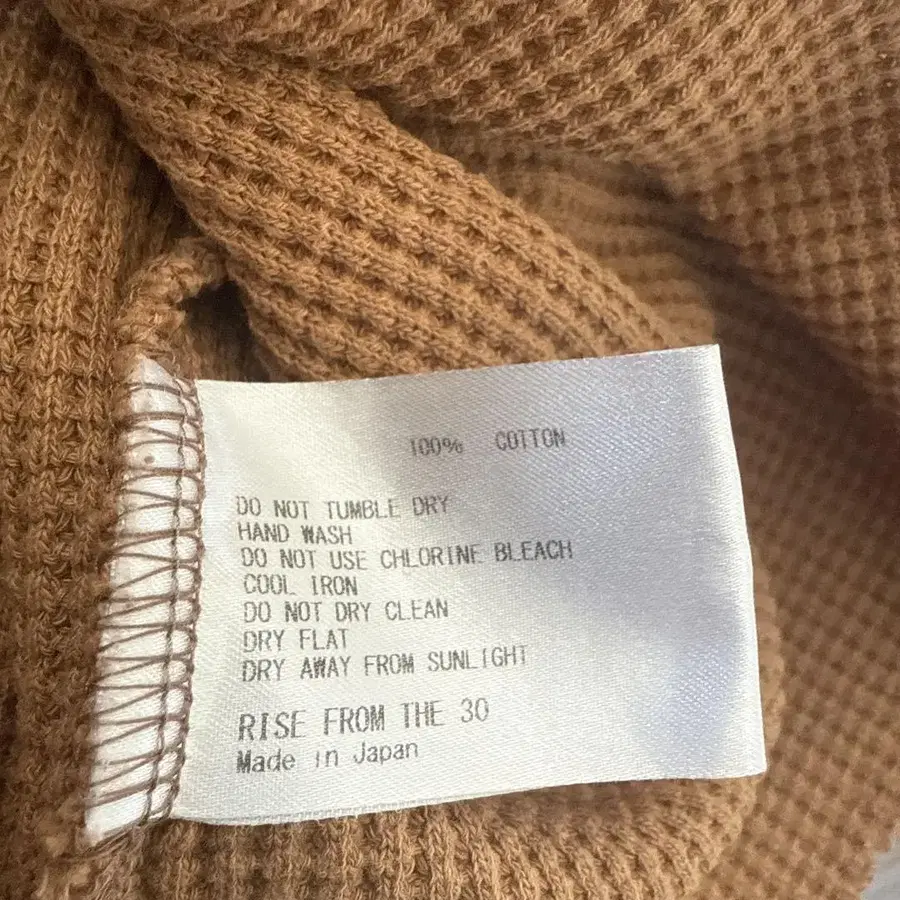 100% COTTON
DO NOT TUMBLE DRY
HAND WASH
DO NOT USE CHLORINE BLEACH
COOL IRON
DO NOT DRY CLEAN
DRY FLAT
DRY AWAY FROM SUNLIGHT
RISE FROM THE 30
Made in Japan